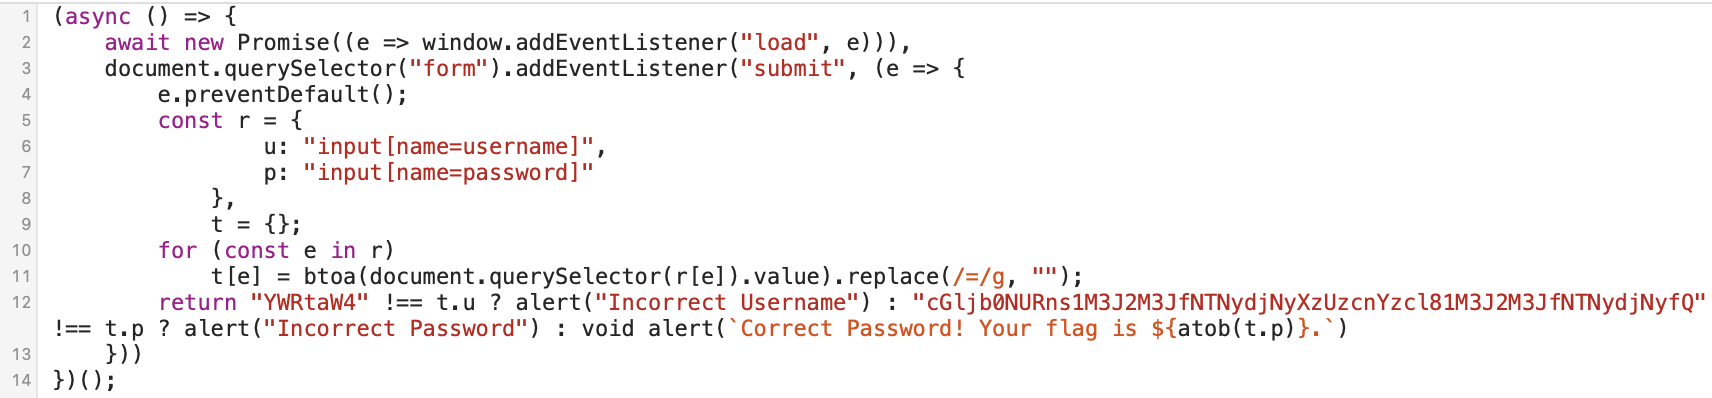 1 (async () => {
2     await new Promise((e => window.addEventListener("load", e))),
3     document.querySelector("form").addEventListener("submit", (e => {
4         e.preventDefault();
5         const r = {
6                 u: "input[name=username]",
7                 p: "input[name=password]"
8             },
9             t = {};
10         for (const e in r)
11             t[e] = btoa(document.querySelector(r[e]).value).replace(/=/g, "");
12         return "YWRtaW4" !== t.u ? alert("Incorrect Username") : "cGljb0NURns1M3J2M3JfNTNydjNyXzUzcnYzcl81M3J2M3JfNTNydjNyfQ"
!== t.p ? alert("Incorrect Password") : void alert(`Correct Password! Your flag is ${atob(t.p)}.`)
13     }))
14 })();